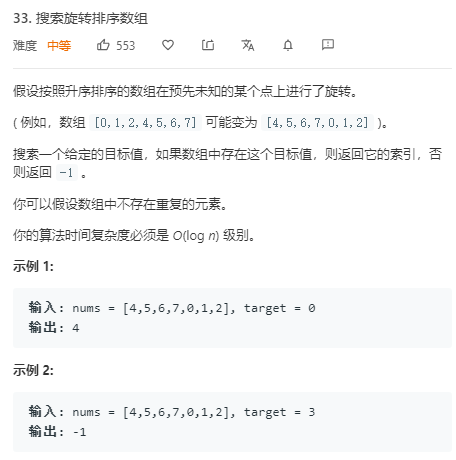 33. 搜索旋转排序数组
难度 中等 553
假设按照升序排序的数组在预先未知的某个点上进行了旋转。
( 例如，数组 [0,1,2,4,5,6,7] 可能变为 [4,5,6,7,0,1,2] )。
搜索一个给定的目标值，如果数组中存在这个目标值，则返回它的索引，否
则返回 -1 。
你可以假设数组中不存在重复的元素。
你的算法时间复杂度必须是 O(log n) 级别。
示例 1:
输入: nums = [4,5,6,7,0,1,2], target = 0
输出: 4
示例 2:
输入: nums = [4,5,6,7,0,1,2], target = 3
输出: -1